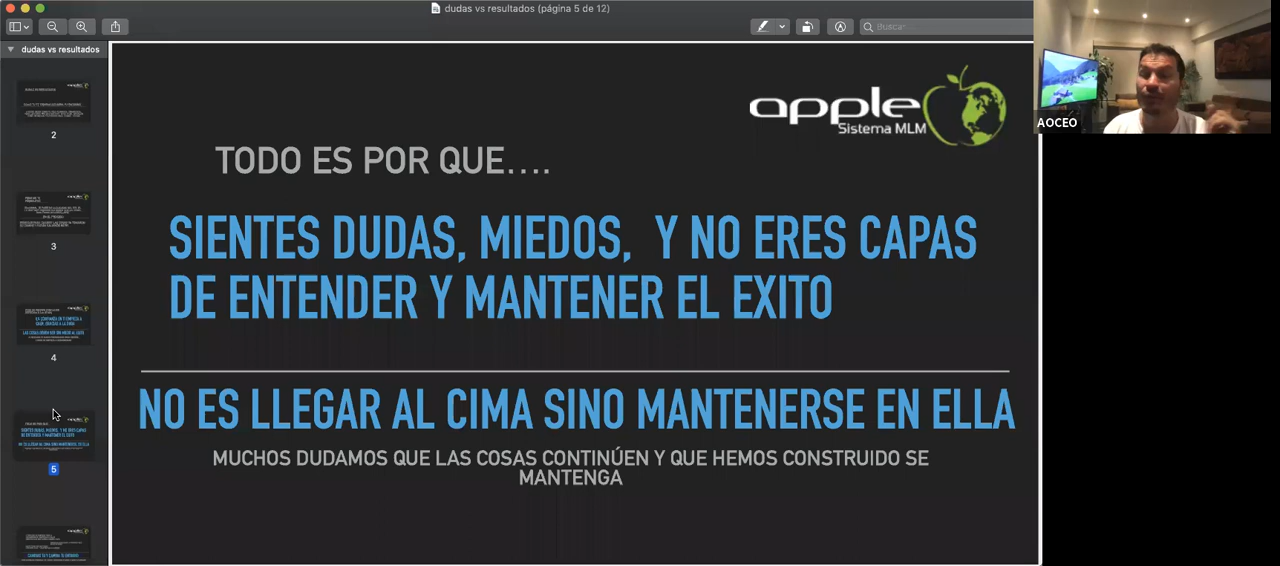 dudas vs resultados (página 5 de 12)
Buscar
dudas vs resultados
apple
Sistema MLM
AOCEO
TODO ES POR QUE....
SIENTES DUDAS, MIEDOS, Y NO ERES CAPAS
DE ENTENDER Y MANTENER EL EXITO
NO ES LLEGAR AL CIMA SINO MANTENERSE EN ELLA
MUCHOS DUDAMOS QUE LAS COSAS CONTINÚEN Y QUE HEMOS CONSTRUIDO SE
MANTENGA
2
3
4
5